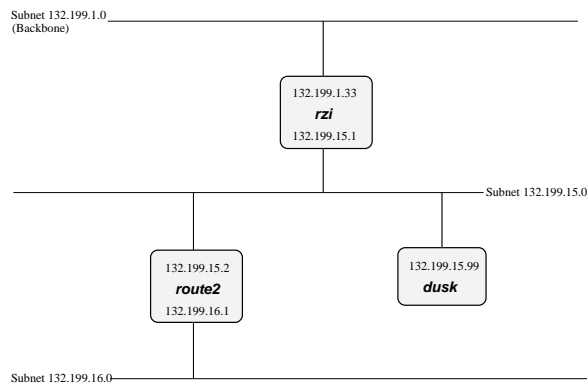 Subnet 132.199.1.0
(Backbone)
132.199.1.33
rzi
132.199.15.1
Subnet 132.199.15.0
132.199.15.2
route2
132.199.16.1
132.199.15.99
dusk
Subnet 132.199.16.0